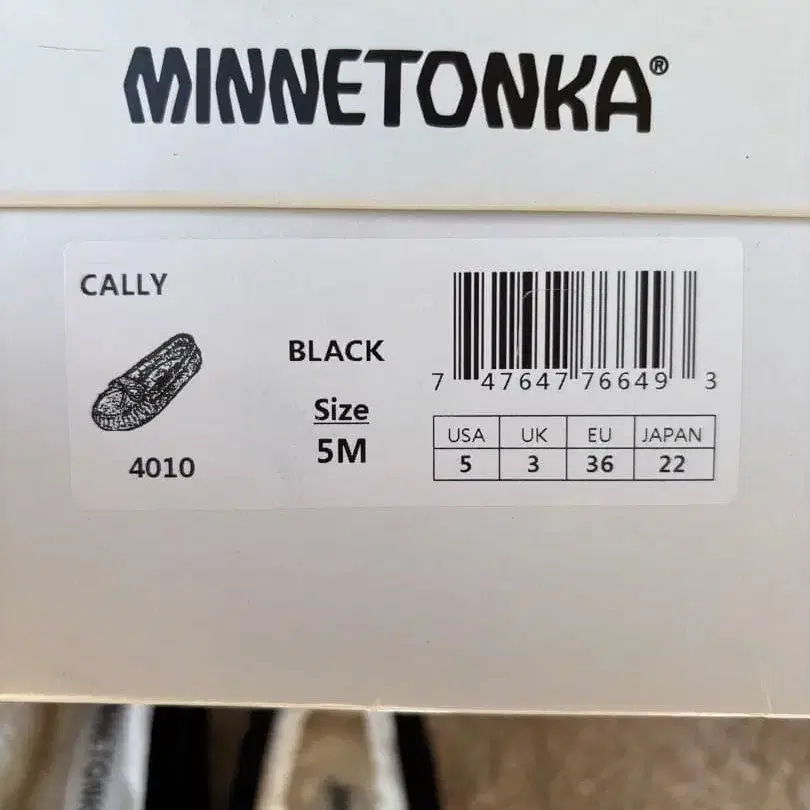 MINNETONKA®
CALLY
BLACK
Size
5M
4010
7 47647 76649 3
USA UK EU JAPAN
5 3 36 22